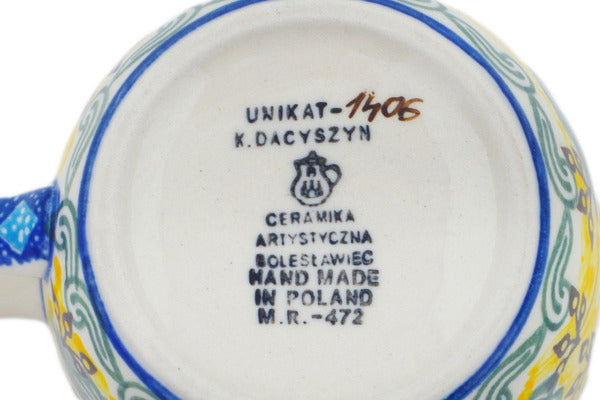 UNIKAT-1406
K.DACYSZYN
CERAMIKA
ARTYSTYCZNA
BOLESŁAWIEC
HAND MADE
IN POLAND
M.R.-472